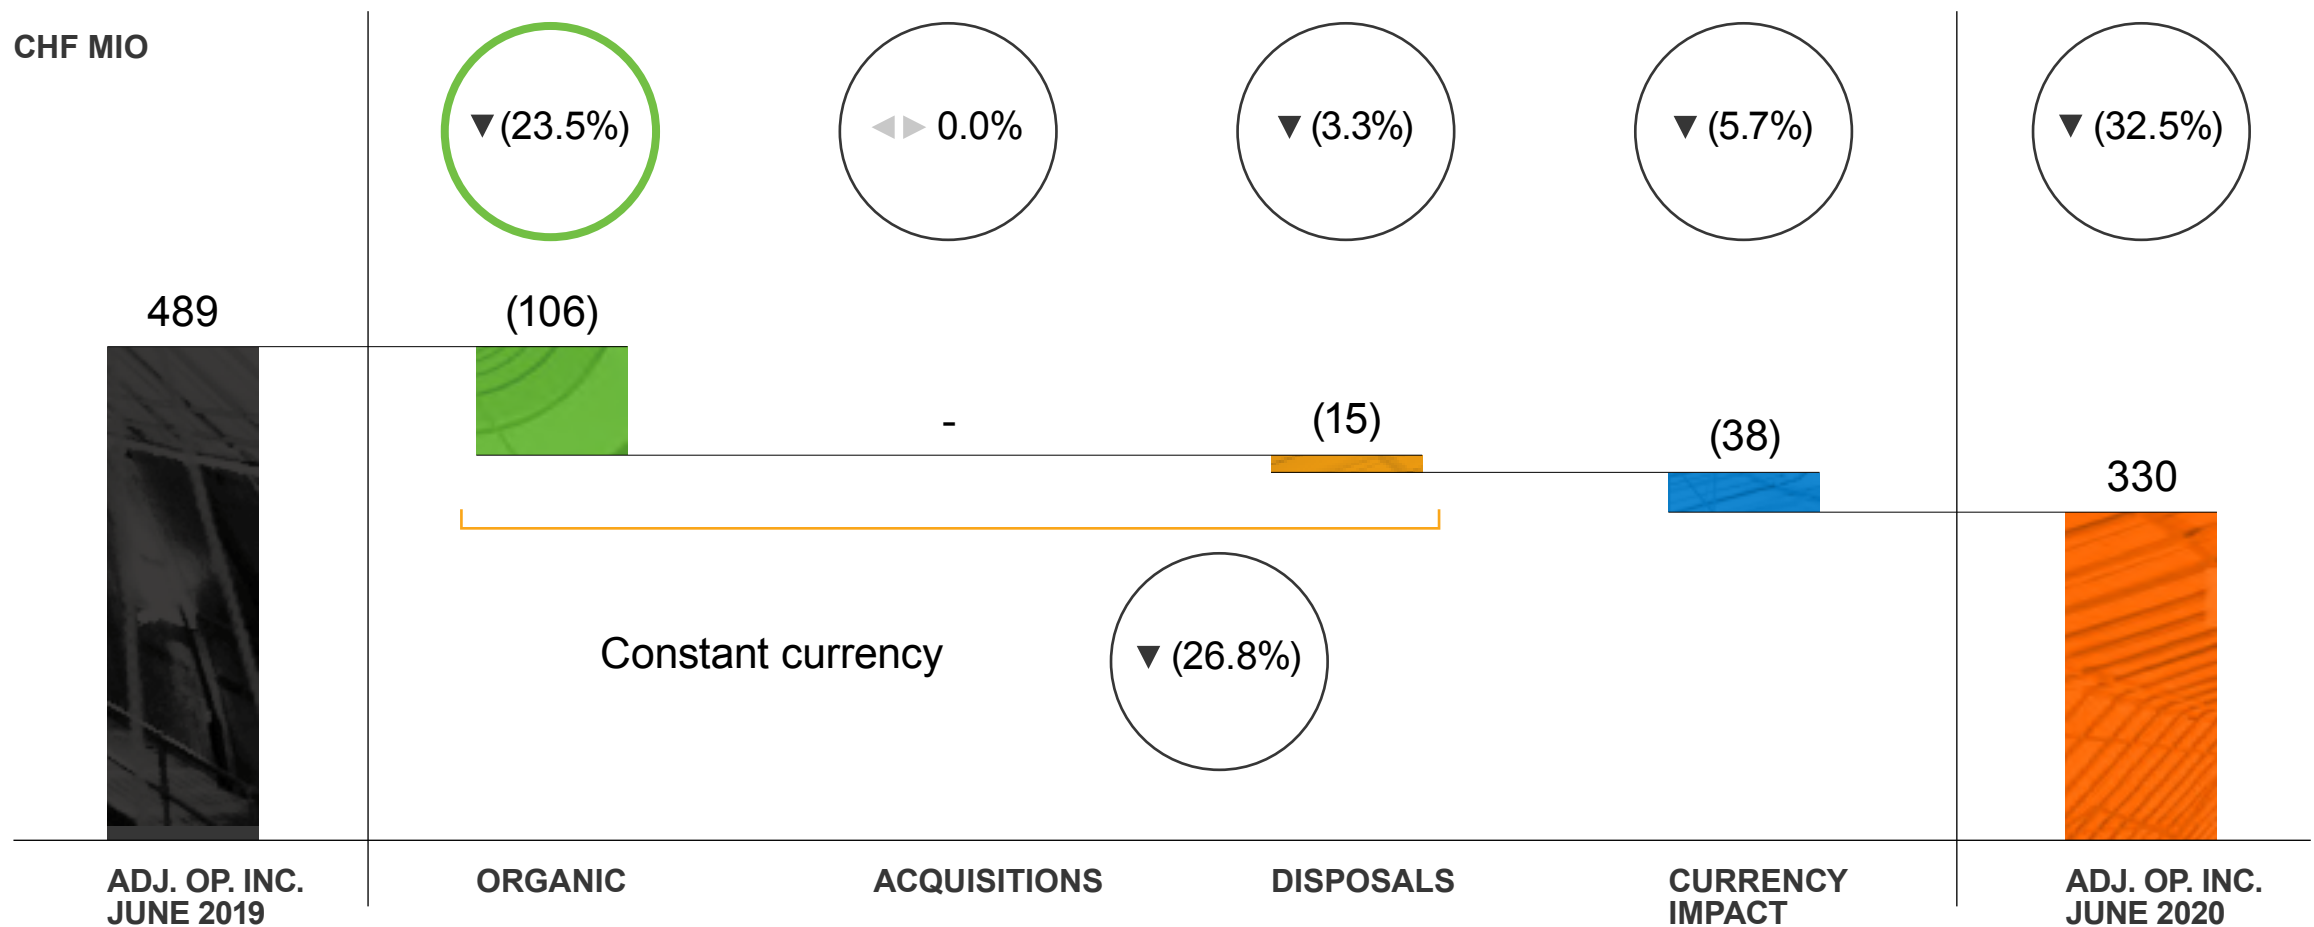 CHF MIO
▼ (23.5%)
◀ ▶ 0.0%
▼ (3.3%)
▼ (5.7%)
▼ (32.5%)
489
(106)
-
(15)
(38)
330
Constant currency
▼ (26.8%)
ADJ. OP. INC.
JUNE 2019
ORGANIC
ACQUISITIONS
DISPOSALS
CURRENCY
IMPACT
ADJ. OP. INC.
JUNE 2020